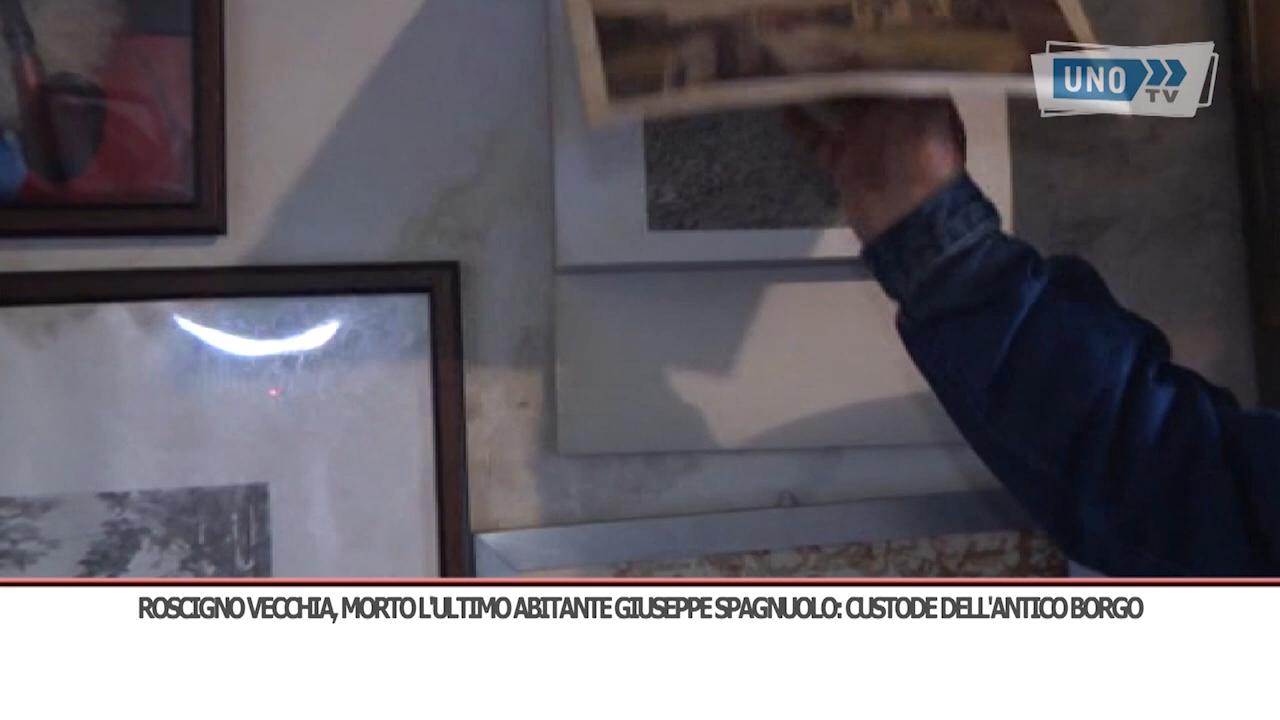 UNO
TV
ROSCIGNO VECCHIA, MORTO L'ULTIMO ABITANTE GIUSEPPE SPAGNUOLO: CUSTODE DELL'ANTICO BORGO